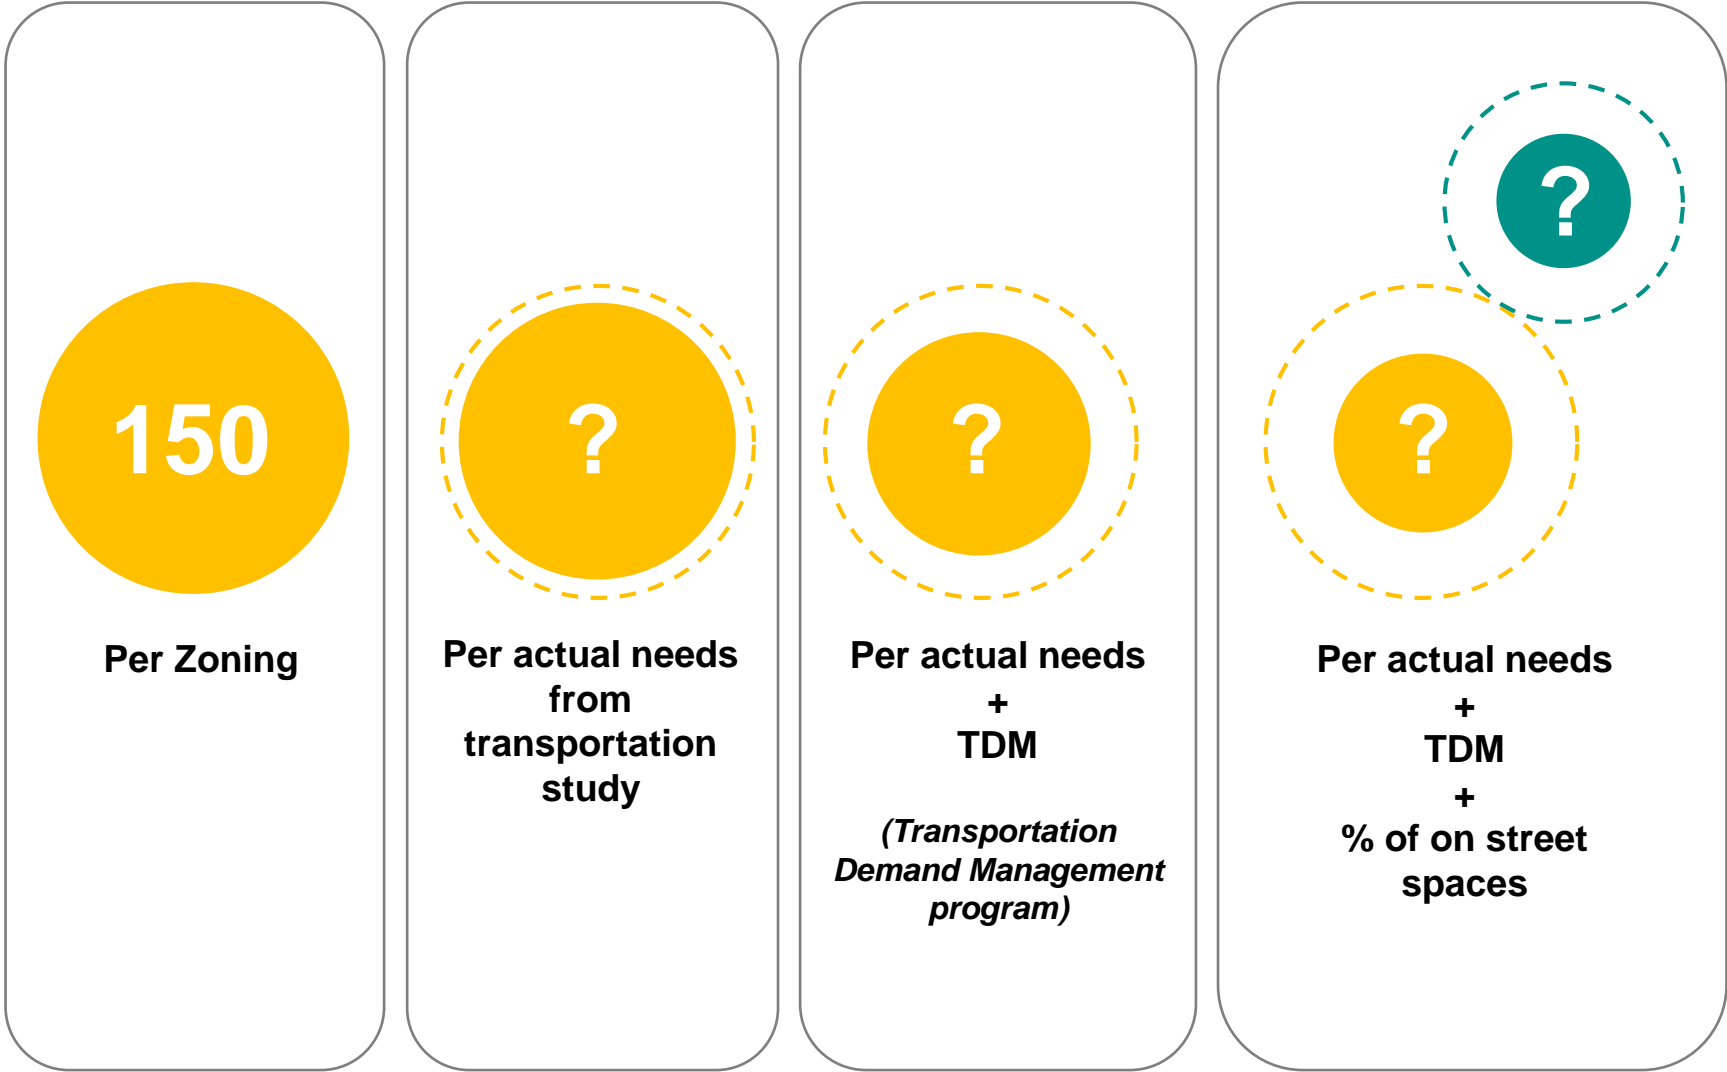 150
Per Zoning
?
Per actual needs
from
transportation
study
?
Per actual needs
+
TDM
(Transportation
Demand Management
program)
?
?
Per actual needs
+
TDM
+
% of on street
spaces